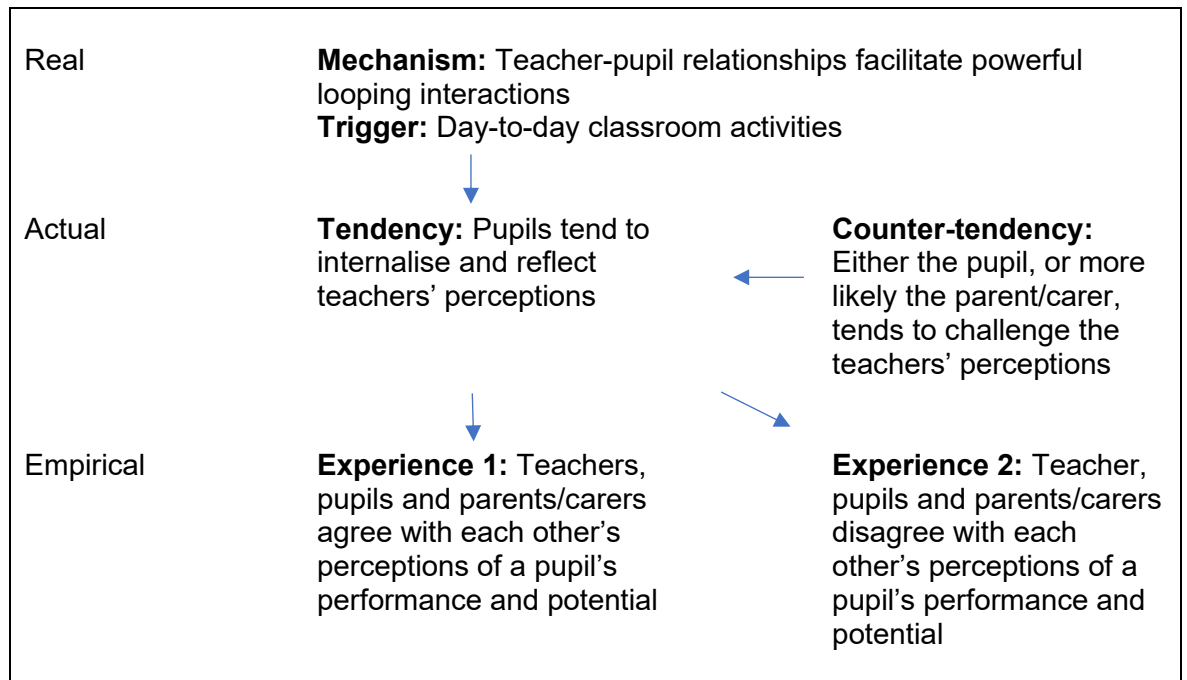 Real
Mechanism: Teacher-pupil relationships facilitate powerful
looping interactions
Trigger: Day-to-day classroom activities
Actual
Tendency: Pupils tend to
internalise and reflect
teachers’ perceptions
Counter-tendency:
Either the pupil, or more
likely the parent/carer,
tends to challenge the
teachers’ perceptions
Empirical
Experience 1: Teachers,
pupils and parents/carers
agree with each other’s
perceptions of a pupil’s
performance and potential
Experience 2: Teacher,
pupils and parents/carers
disagree with each
other’s perceptions of a
pupil’s performance and
potential